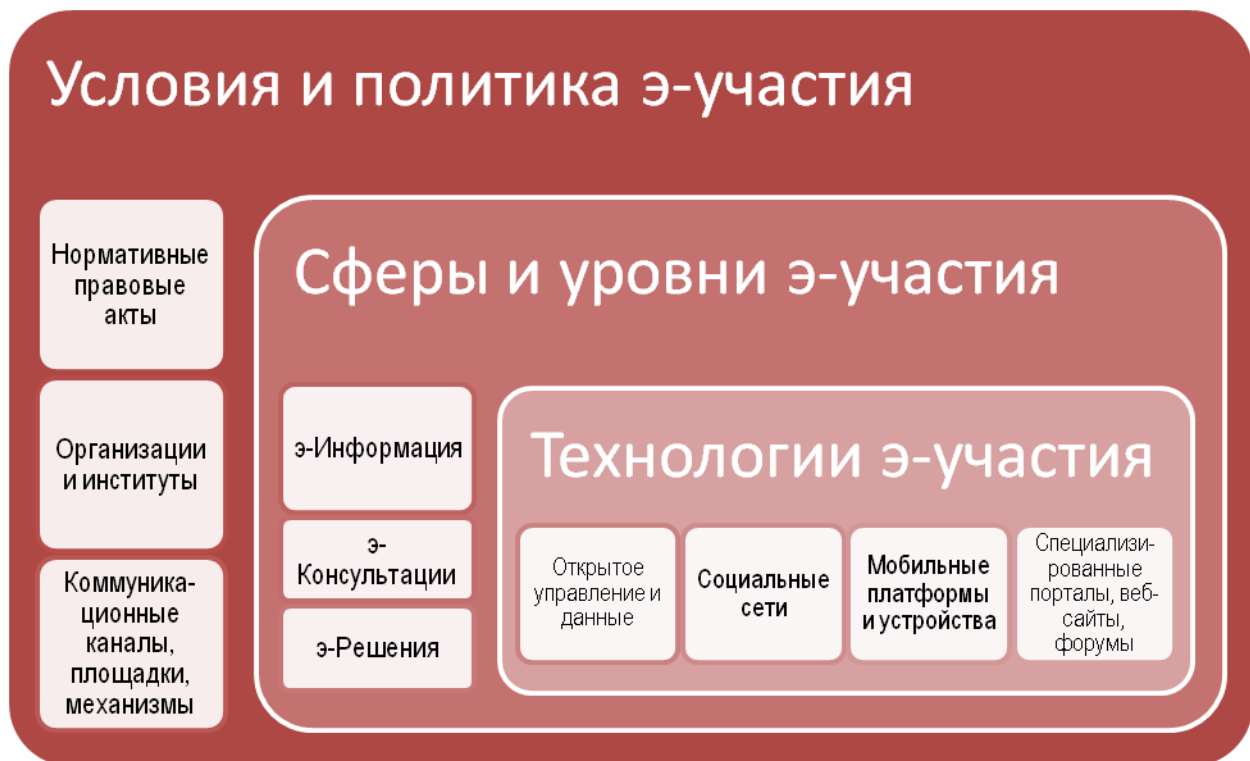 Условия и политика э-участия
Нормативные
правовые
акты
Организации
и институты
Коммуника-
ционные
каналы,
площадки,
механизмы
Сферы и уровни э-участия
э-Информация
э-
Консультации
э-Решения
Технологии э-участия
Открытое
управление и
данные
Социальные
сети
Мобильные
платформы
и устройства
Специализи-
рованные
порталы, веб-
сайты,
форумы